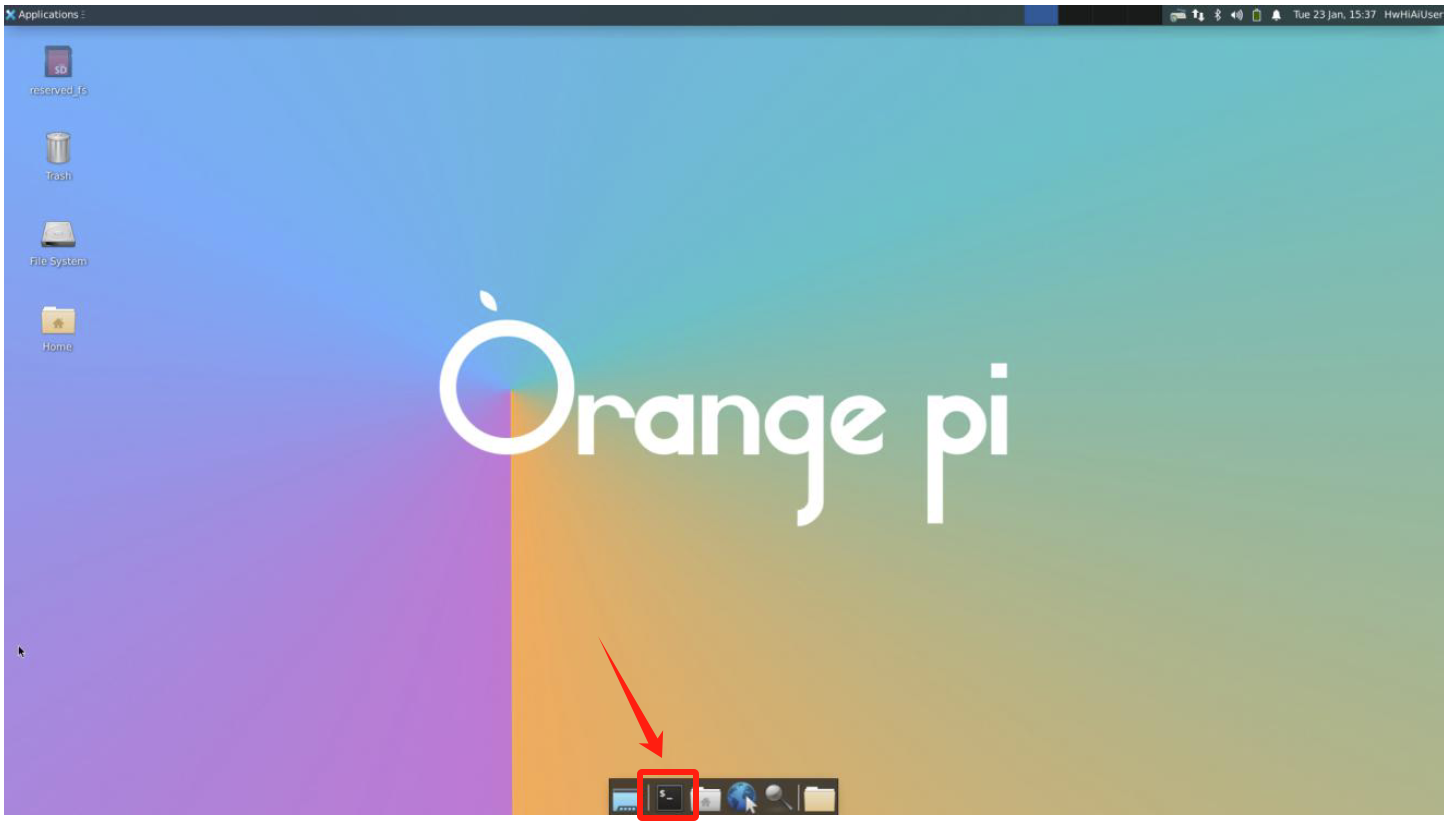 Applications
Tue 23 Jan, 15:37 HwHiAiUser
SD
reserved_fs
Trash
File System
Home
Orange pi
$_